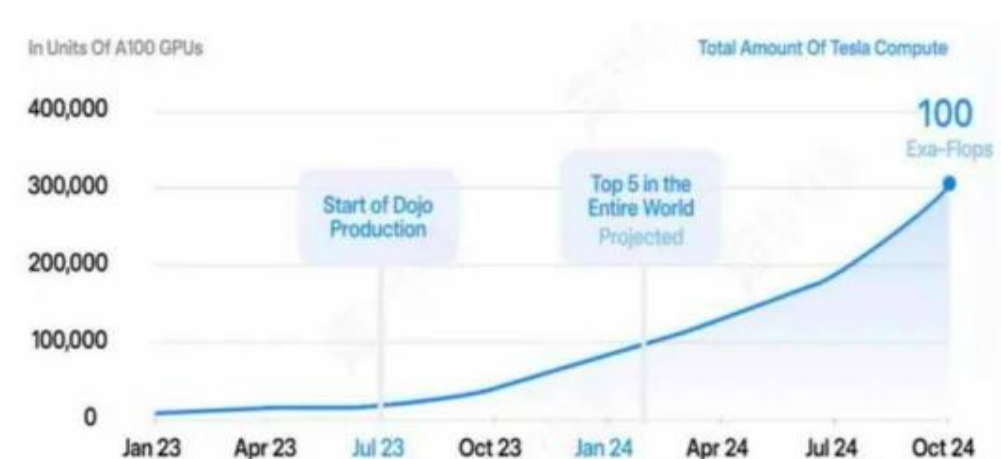 In Units Of A100 GPUs
Total Amount Of Tesla Compute
400,000
100
Exa-Flops
300,000
Start of Dojo
Production
Top 5 in the
Entire World
Projected
200,000
100,000
0
Jan 23 Apr 23 Jul 23 Oct 23 Jan 24 Apr 24 Jul 24 Oct 24